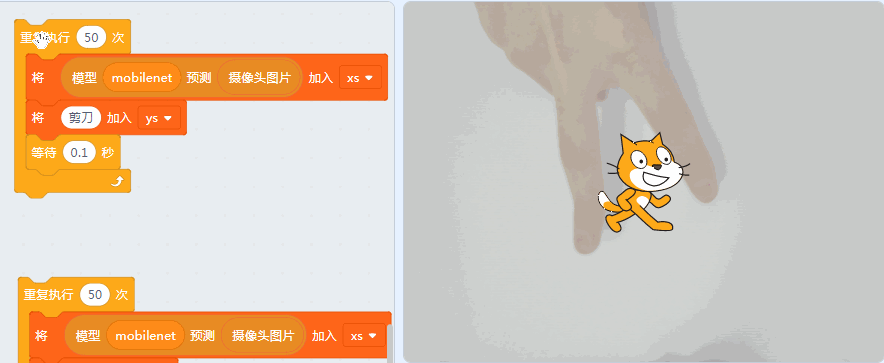 重复执行 50 次
将 模型 mobilenet 预测 摄像头图片 加入 xs
将 剪刀 加入 ys
等待 0.1 秒
重复执行 50 次
将 模型 mobilenet 预测 摄像头图片 加入 xs